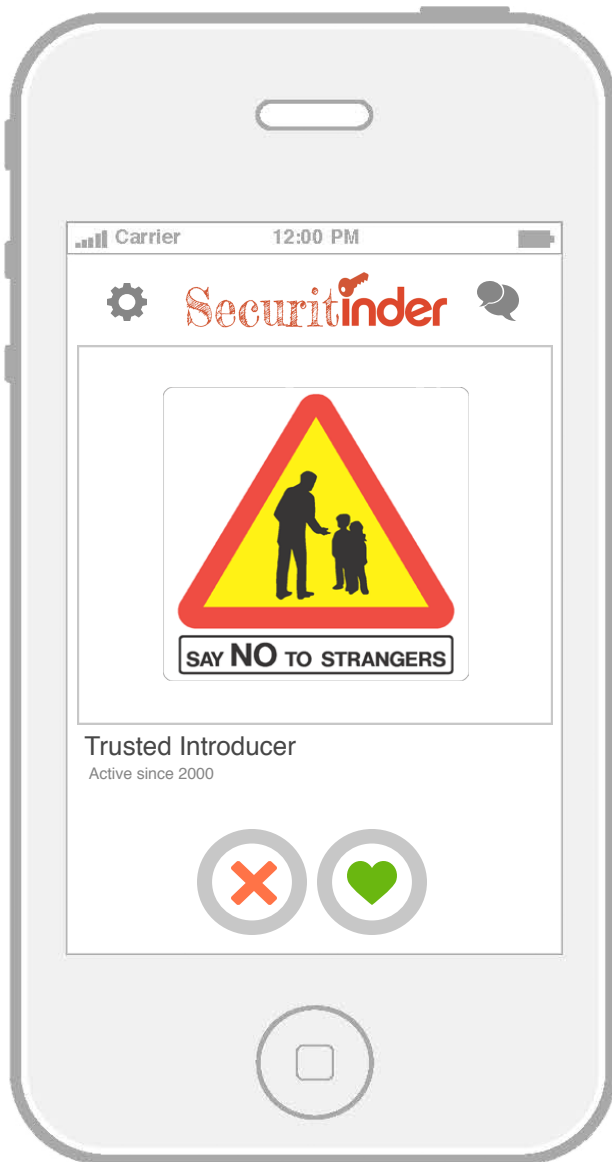 Carrier 12:00 PM
Securitinder
SAY NO TO STRANGERS
Trusted Introducer
Active since 2000